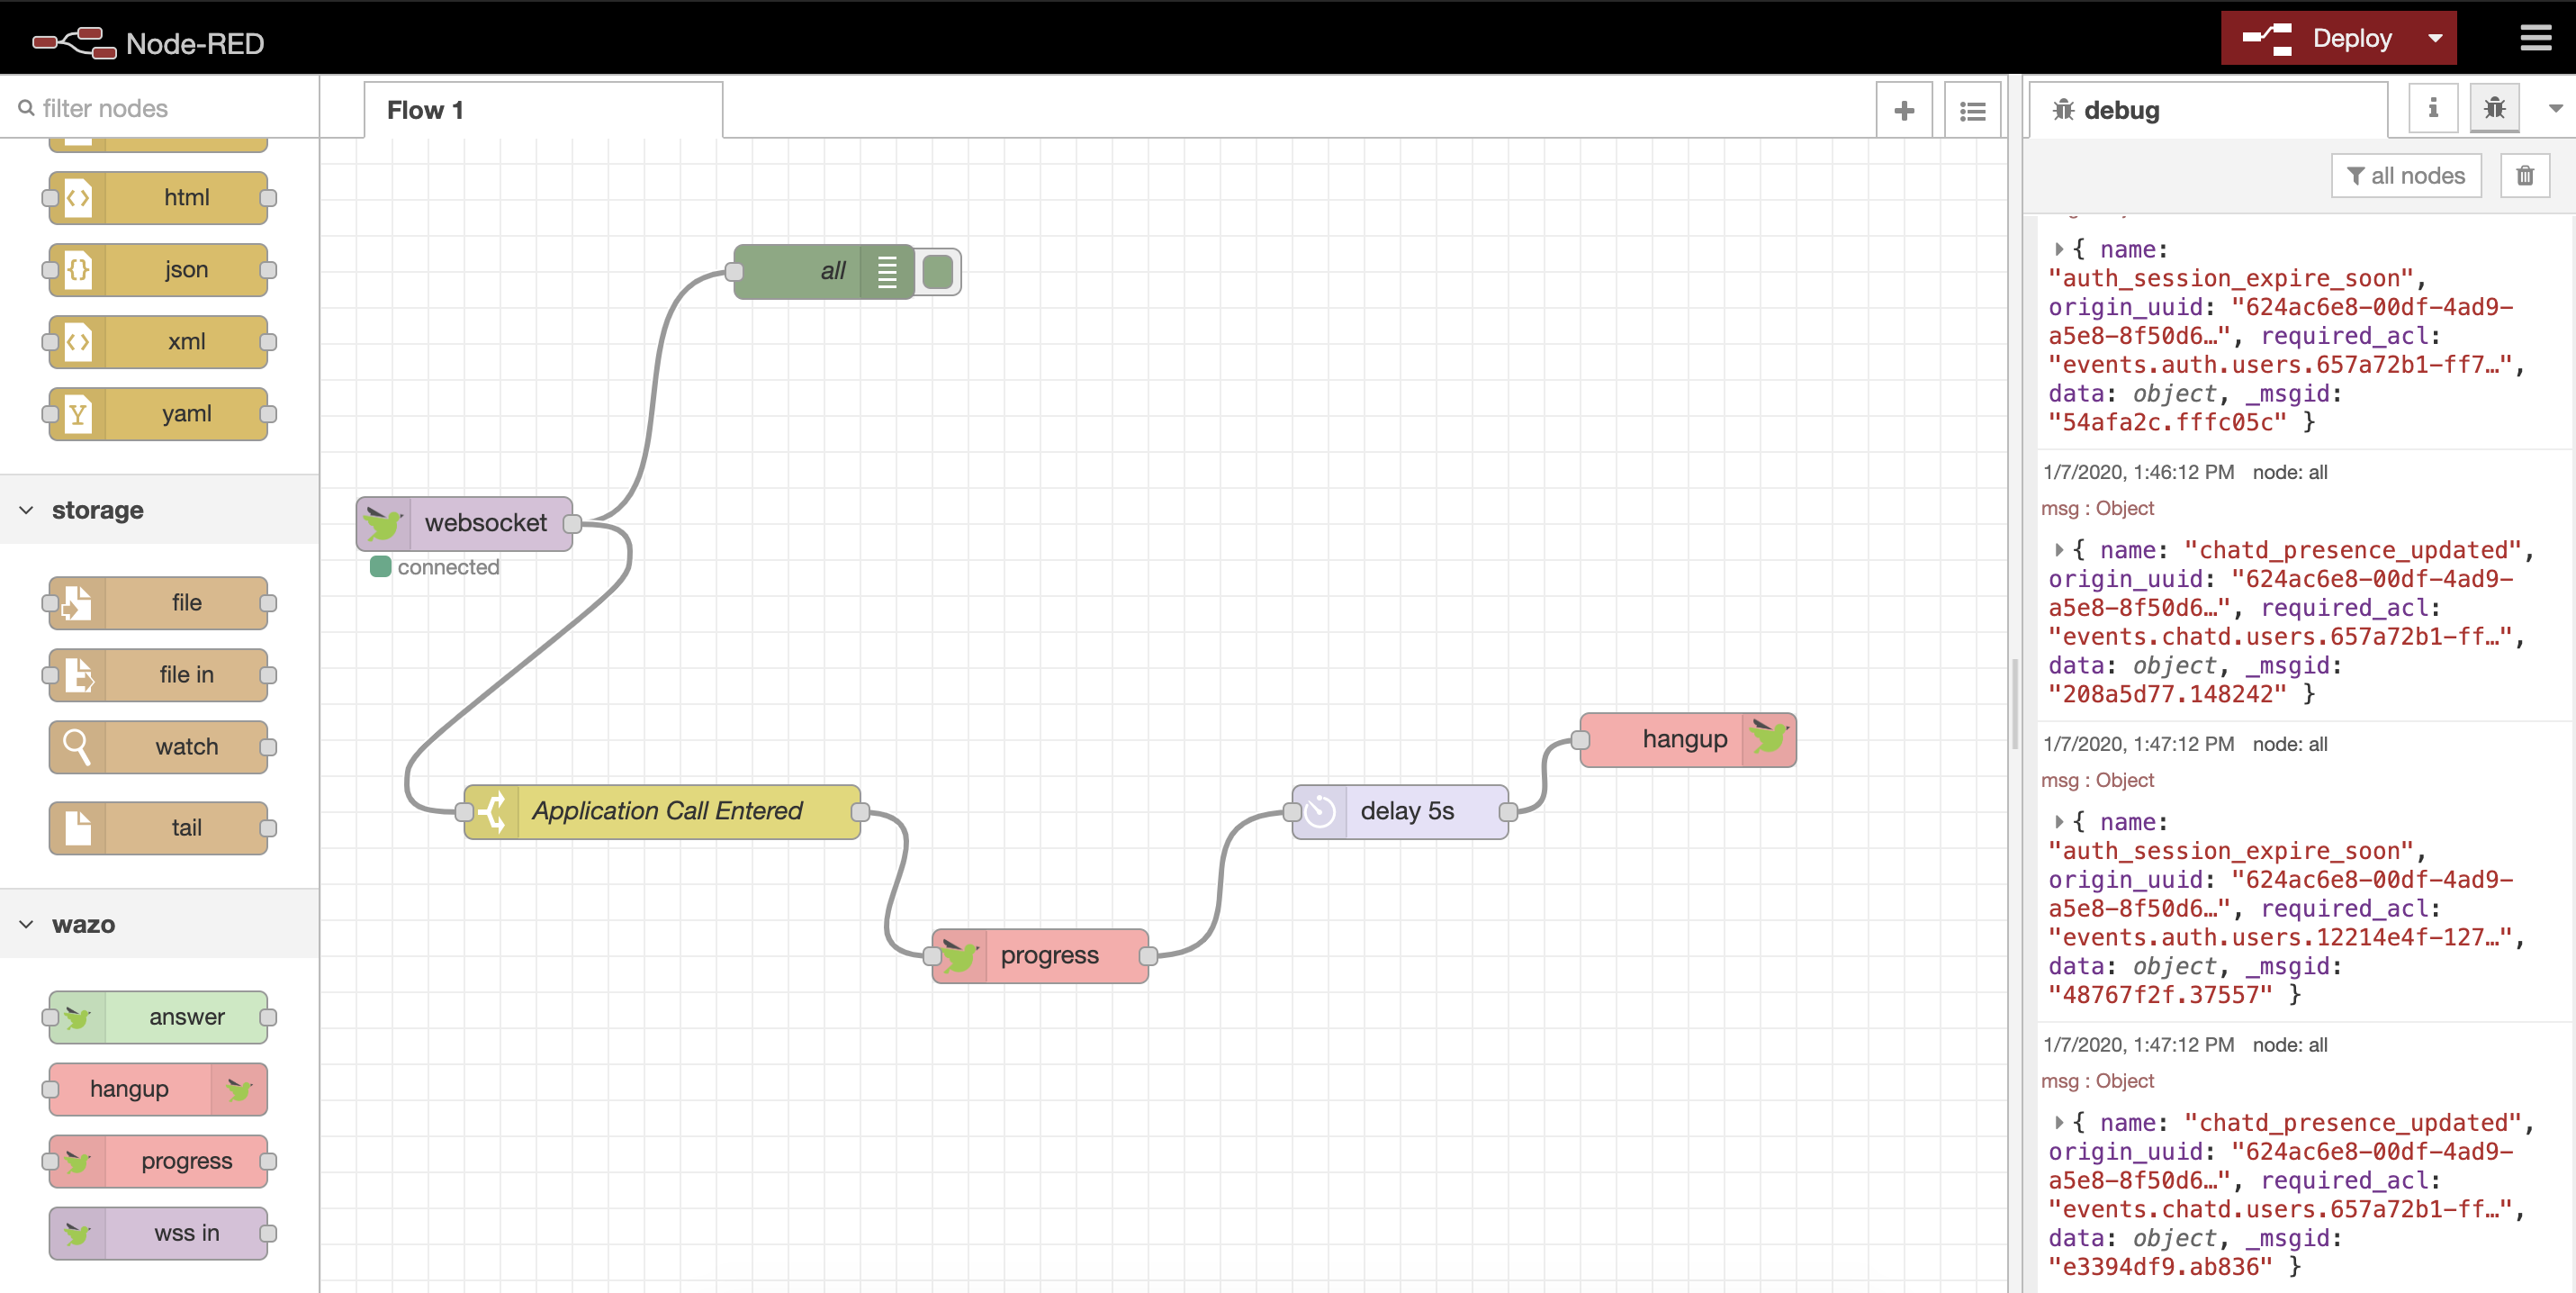 Node-RED
Deploy
filter nodes
html
json
xml
yaml
storage
file
file in
watch
tail
wazo
answer
hangup
progress
wss in
Flow 1
all
websocket
connected
Application Call Entered
progress
delay 5s
hangup
debug
i
all nodes
{ name:
"auth_session_expire_soon",
origin_uuid: "624ac6e8-00df-4ad9-
a5e8-8f50d6…", required_acl:
"events.auth.users.657a72b1-ff7…",
data: object, _msgid:
"54afa2c.fffc05c" }
1/7/2020, 1:46:12 PM node: all
msg : Object
{ name: "chatd_presence_updated",
origin_uuid: "624ac6e8-00df-4ad9-
a5e8-8f50d6…", required_acl:
"events.chatd.users.657a72b1-ff…",
data: object, _msgid:
"208a5d77.148242" }
1/7/2020, 1:47:12 PM node: all
msg : Object
{ name:
"auth_session_expire_soon",
origin_uuid: "624ac6e8-00df-4ad9-
a5e8-8f50d6…", required_acl:
"events.auth.users.12214e4f-127…",
data: object, _msgid:
"48767f2f.37557" }
1/7/2020, 1:47:12 PM node: all
msg : Object
{ name: "chatd_presence_updated",
origin_uuid: "624ac6e8-00df-4ad9-
a5e8-8f50d6…", required_acl:
"events.chatd.users.657a72b1-ff…",
data: object, _msgid:
"e3394df9.ab836" }